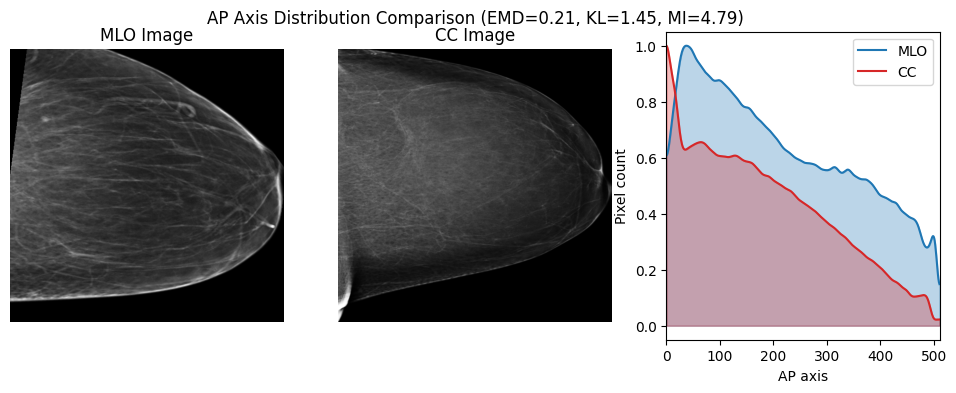 AP Axis Distribution Comparison (EMD=0.21, KL=1.45, MI=4.79)
MLO Image
CC Image
MLO
CC
Pixel count
1.0
0.8
0.6
0.4
0.2
0.0
0 100 200 300 400 500
AP axis